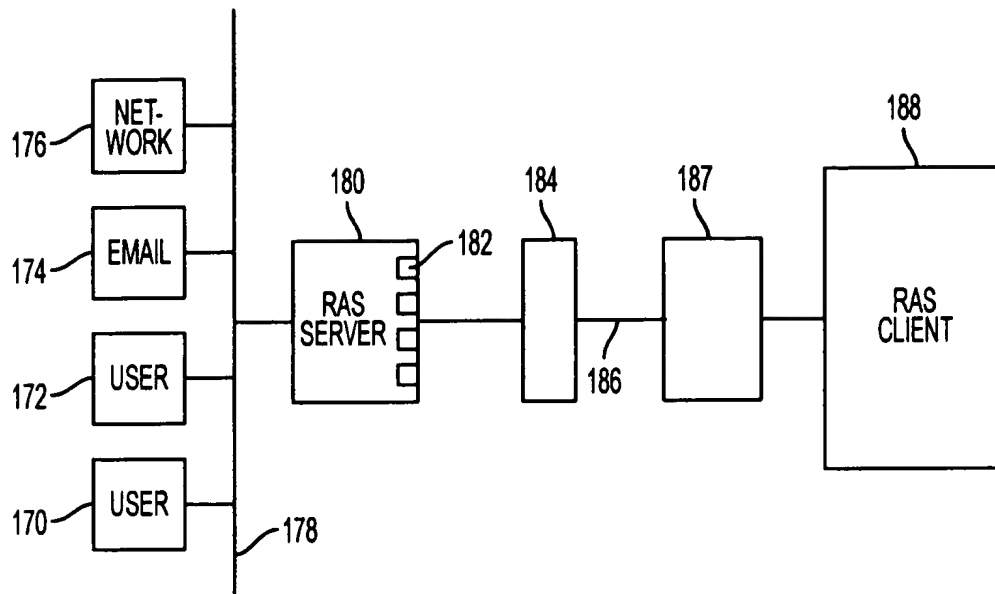 NET-
WORK
176
EMAIL
174
USER
172
USER
170
178
180
RAS
SERVER
182
184
186
187
188
RAS
CLIENT